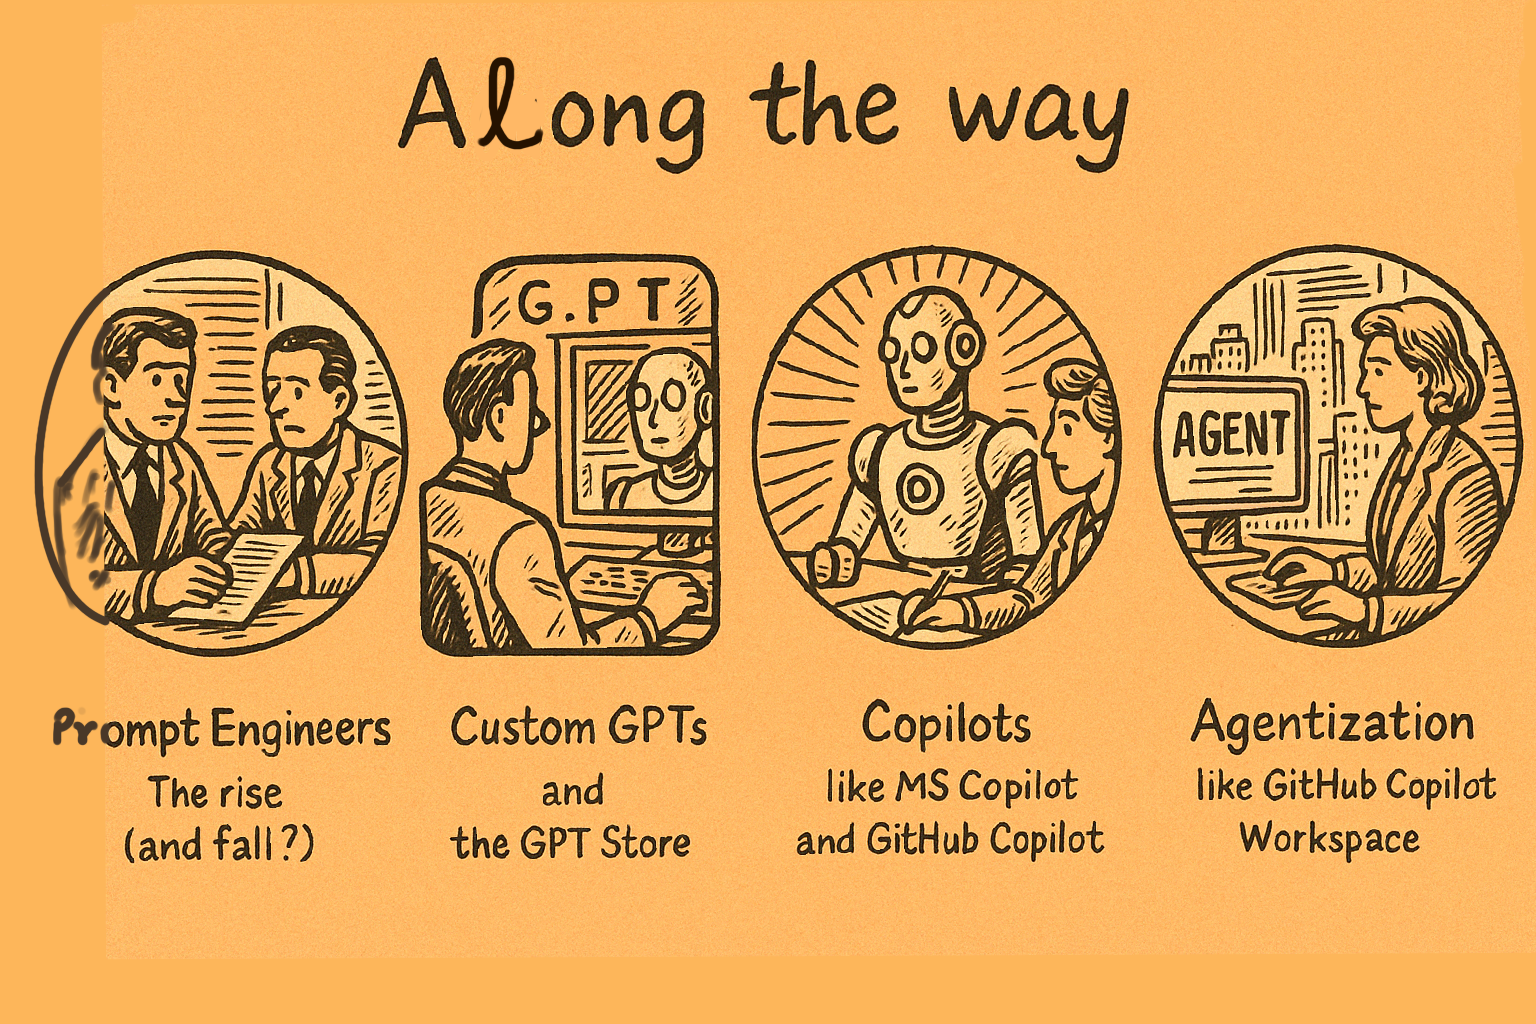 Along the way
G.PT
AGENT
Prompt Engineers
The rise
(and fall?)
Custom GPTs
and
the GPT Store
Copilots
like MS Copilot
and GitHub Copilot
Agentization
like GitHub Copilot
Workspace